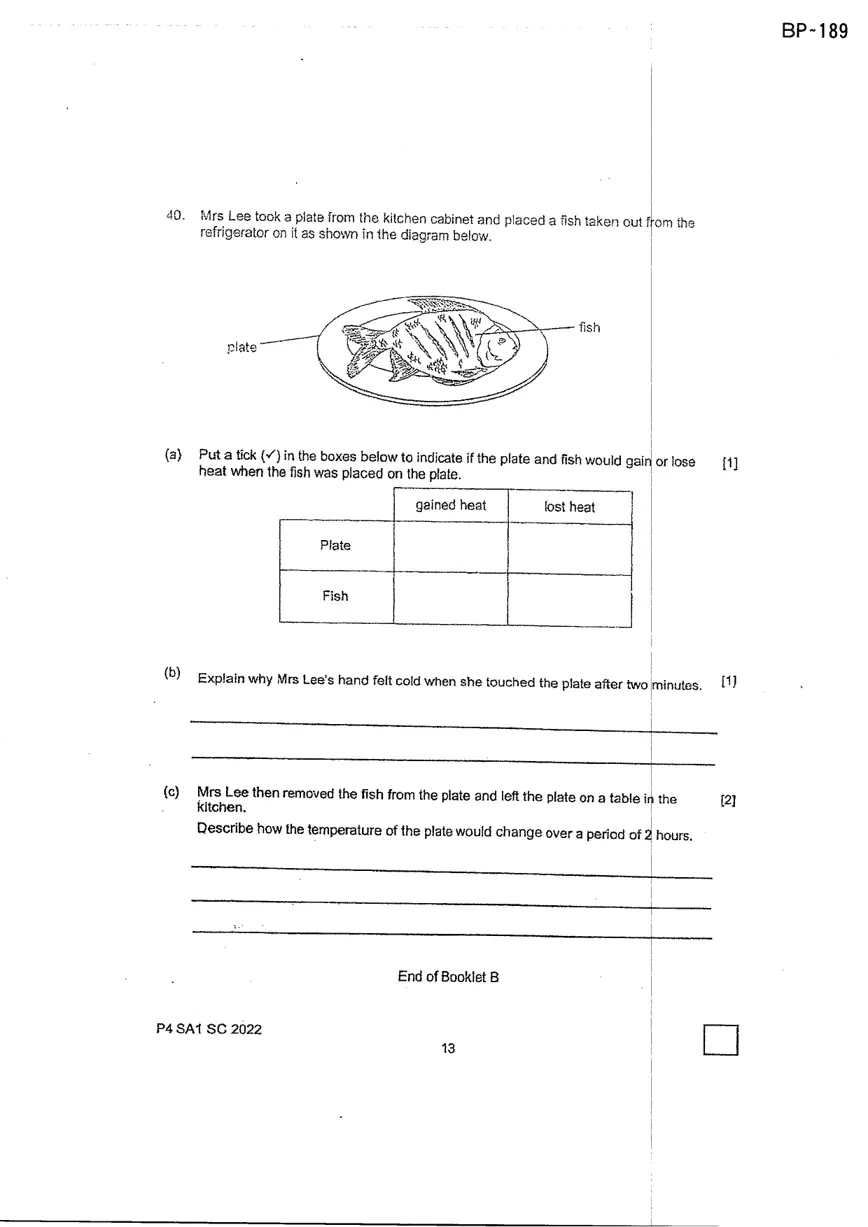 BP-189
40. Mrs Lee took a plate from the kitchen cabinet and placed a fish taken out from the
refrigerator on it as shown in the diagram below.
fish
plate
(a) Put a tick (✓) in the boxes below to indicate if the plate and fish would gain or lose [1]
heat when the fish was placed on the plate.
gained heat lost heat
Plate
Fish
(b) Explain why Mrs Lee's hand felt cold when she touched the plate after two minutes. [1]
(c) Mrs Lee then removed the fish from the plate and left the plate on a table in the [2]
kitchen.
Describe how the temperature of the plate would change over a period of 2 hours.
End of Booklet B
P4 SA1 SC 2022
13